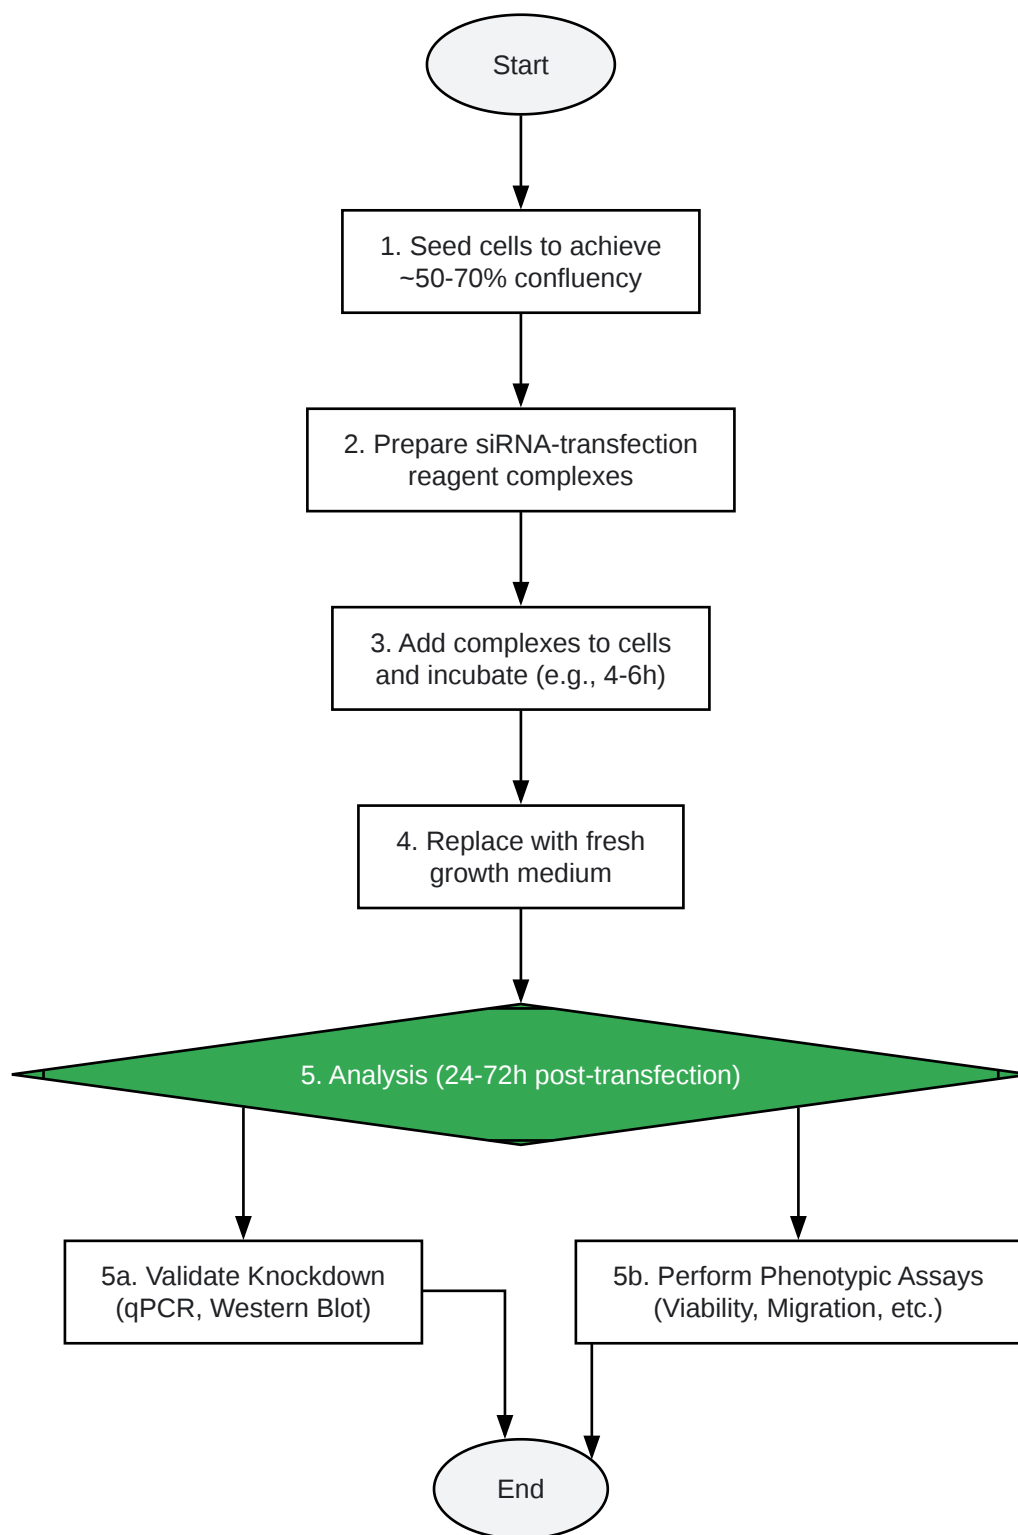 Start
1. Seed cells to achieve
~50-70% confluency
2. Prepare siRNA-transfection
reagent complexes
3. Add complexes to cells
and incubate (e.g., 4-6h)
4. Replace with fresh
growth medium
5. Analysis (24-72h post-transfection)
5a. Validate Knockdown
(qPCR, Western Blot)
5b. Perform Phenotypic Assays
(Viability, Migration, etc.)
End